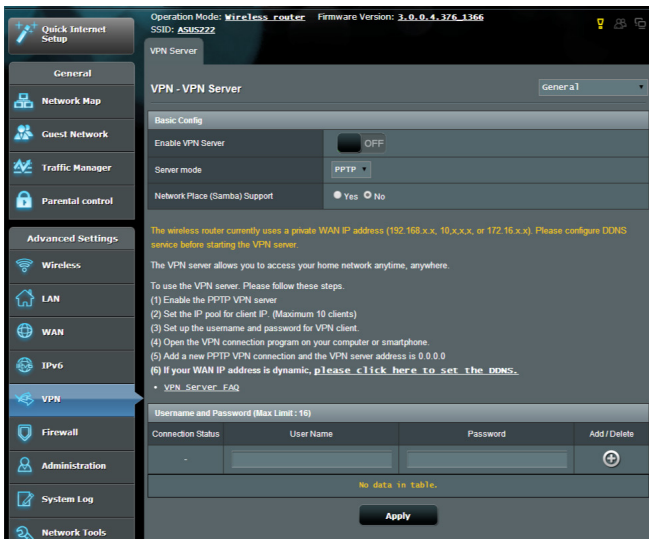 Operation Mode: Wireless router Firmware Version: 3.0.0.4.376_1366
SSID: ASUS222
Quick Internet
Setup
General
Network Map
Guest Network
Traffic Manager
Parental control
Advanced Settings
Wireless
LAN
WAN
IPv6
VPN
Firewall
Administration
System Log
Network Tools
VPN Server
VPN - VPN Server
General
Basic Config
Enable VPN Server OFF
Server mode PPTP
Network Place (Samba) Support Yes No
The wireless router currently uses a private WAN IP address (192.168.x.x, 10,x,x,x, or 172.16.x.x). Please configure DDNS
service before starting the VPN server.
The VPN server allows you to access your home network anytime, anywhere.
To use the VPN server. Please follow these steps.
(1) Enable the PPTP VPN server
(2) Set the IP pool for client IP. (Maximum 10 clients)
(3) Set up the username and password for VPN client.
(4) Open the VPN connection program on your computer or smartphone.
(5) Add a new PPTP VPN connection and the VPN server address is 0.0.0.0
(6) If your WAN IP address is dynamic, please click here to set the DDNS.
• VPN Server FAQ
Username and Password (Max Limit : 16)
Connection Status User Name Password Add / Delete
-
No data in table.
Apply